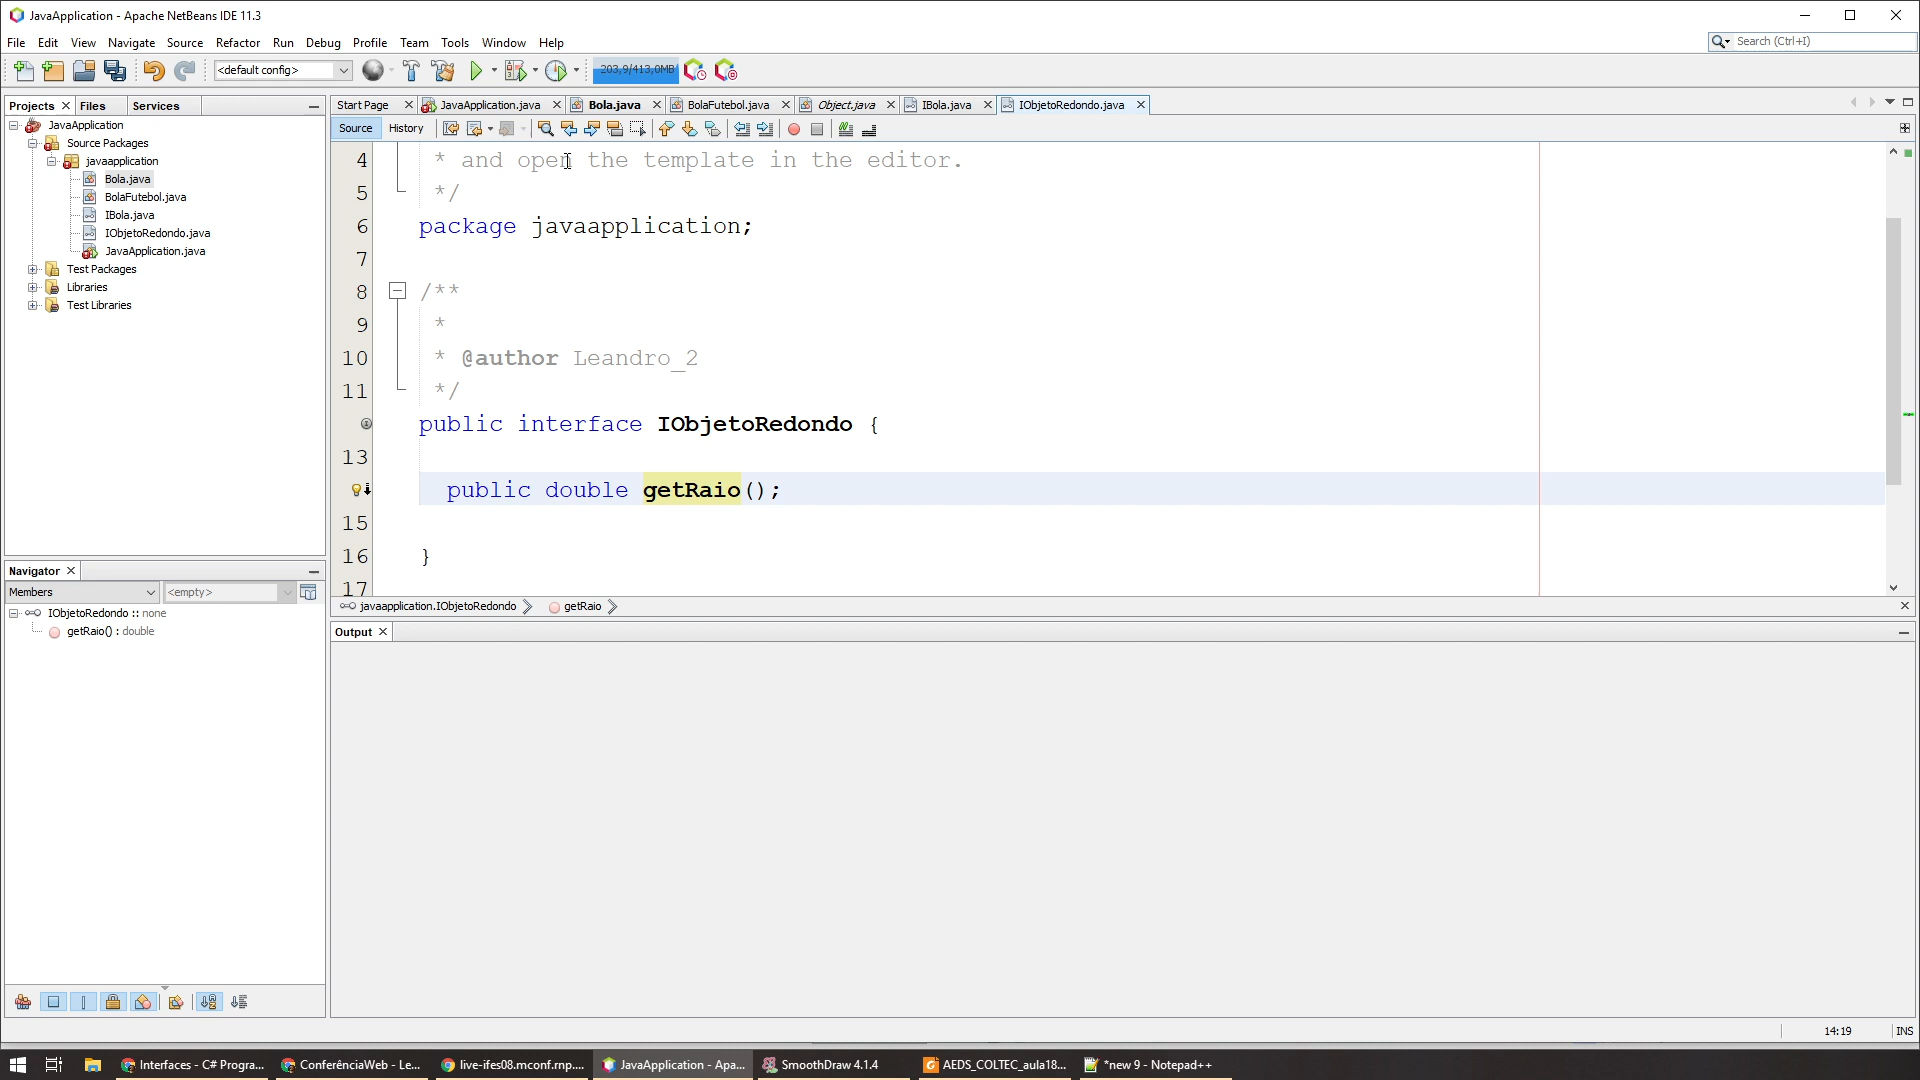 JavaApplication - Apache NetBeans IDE 11.3
File Edit View Navigate Source Refactor Run Debug Profile Team Tools Window Help
Search (Ctrl+I)
<default config>
203,9/413,0MB
Projects Files Services
Start Page JavaApplication.java Bola.java BolaFutebol.java Object.java IBola.java IObjetoRedondo.java
Source History
JavaApplication
Source Packages
javaapplication
Bola.java
BolaFutebol.java
IBola.java
IObjetoRedondo.java
JavaApplication.java
Test Packages
Libraries
Test Libraries
4 * and open the template in the editor.
5 */
6 package javaapplication;
7
8 /**
9 *
10 * @author Leandro_2
11 */
public interface IObjetoRedondo {
13
public double getRaio();
15
16 }
17
javaapplication.IObjetoRedondo getRaio
Navigator
Members <empty>
IObjetoRedondo :: none
getRaio() : double
Output
14:19 INS
Interfaces - C# Progra... ConferênciaWeb - Le... live-ifes08.mconf.rnp.... JavaApplication - Apa... SmoothDraw 4.1.4 AEDS_COLTEC_aula18... *new 9 - Notepad++